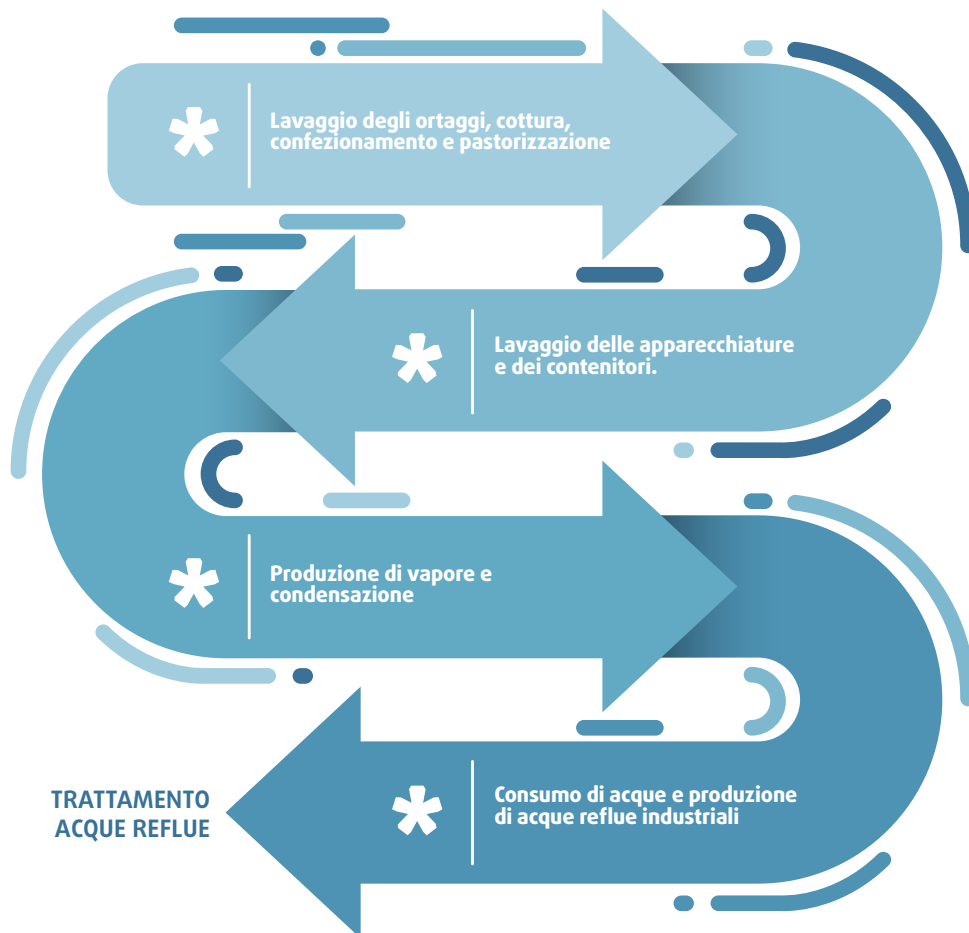 Lavaggio degli ortaggi, cottura,
confezionamento e pastorizzazione
Lavaggio delle apparecchiature
e dei contenitori.
Produzione di vapore e
condensazione
Consumo di acque e produzione
di acque reflue industriali
TRATTAMENTO
ACQUE REFLUE